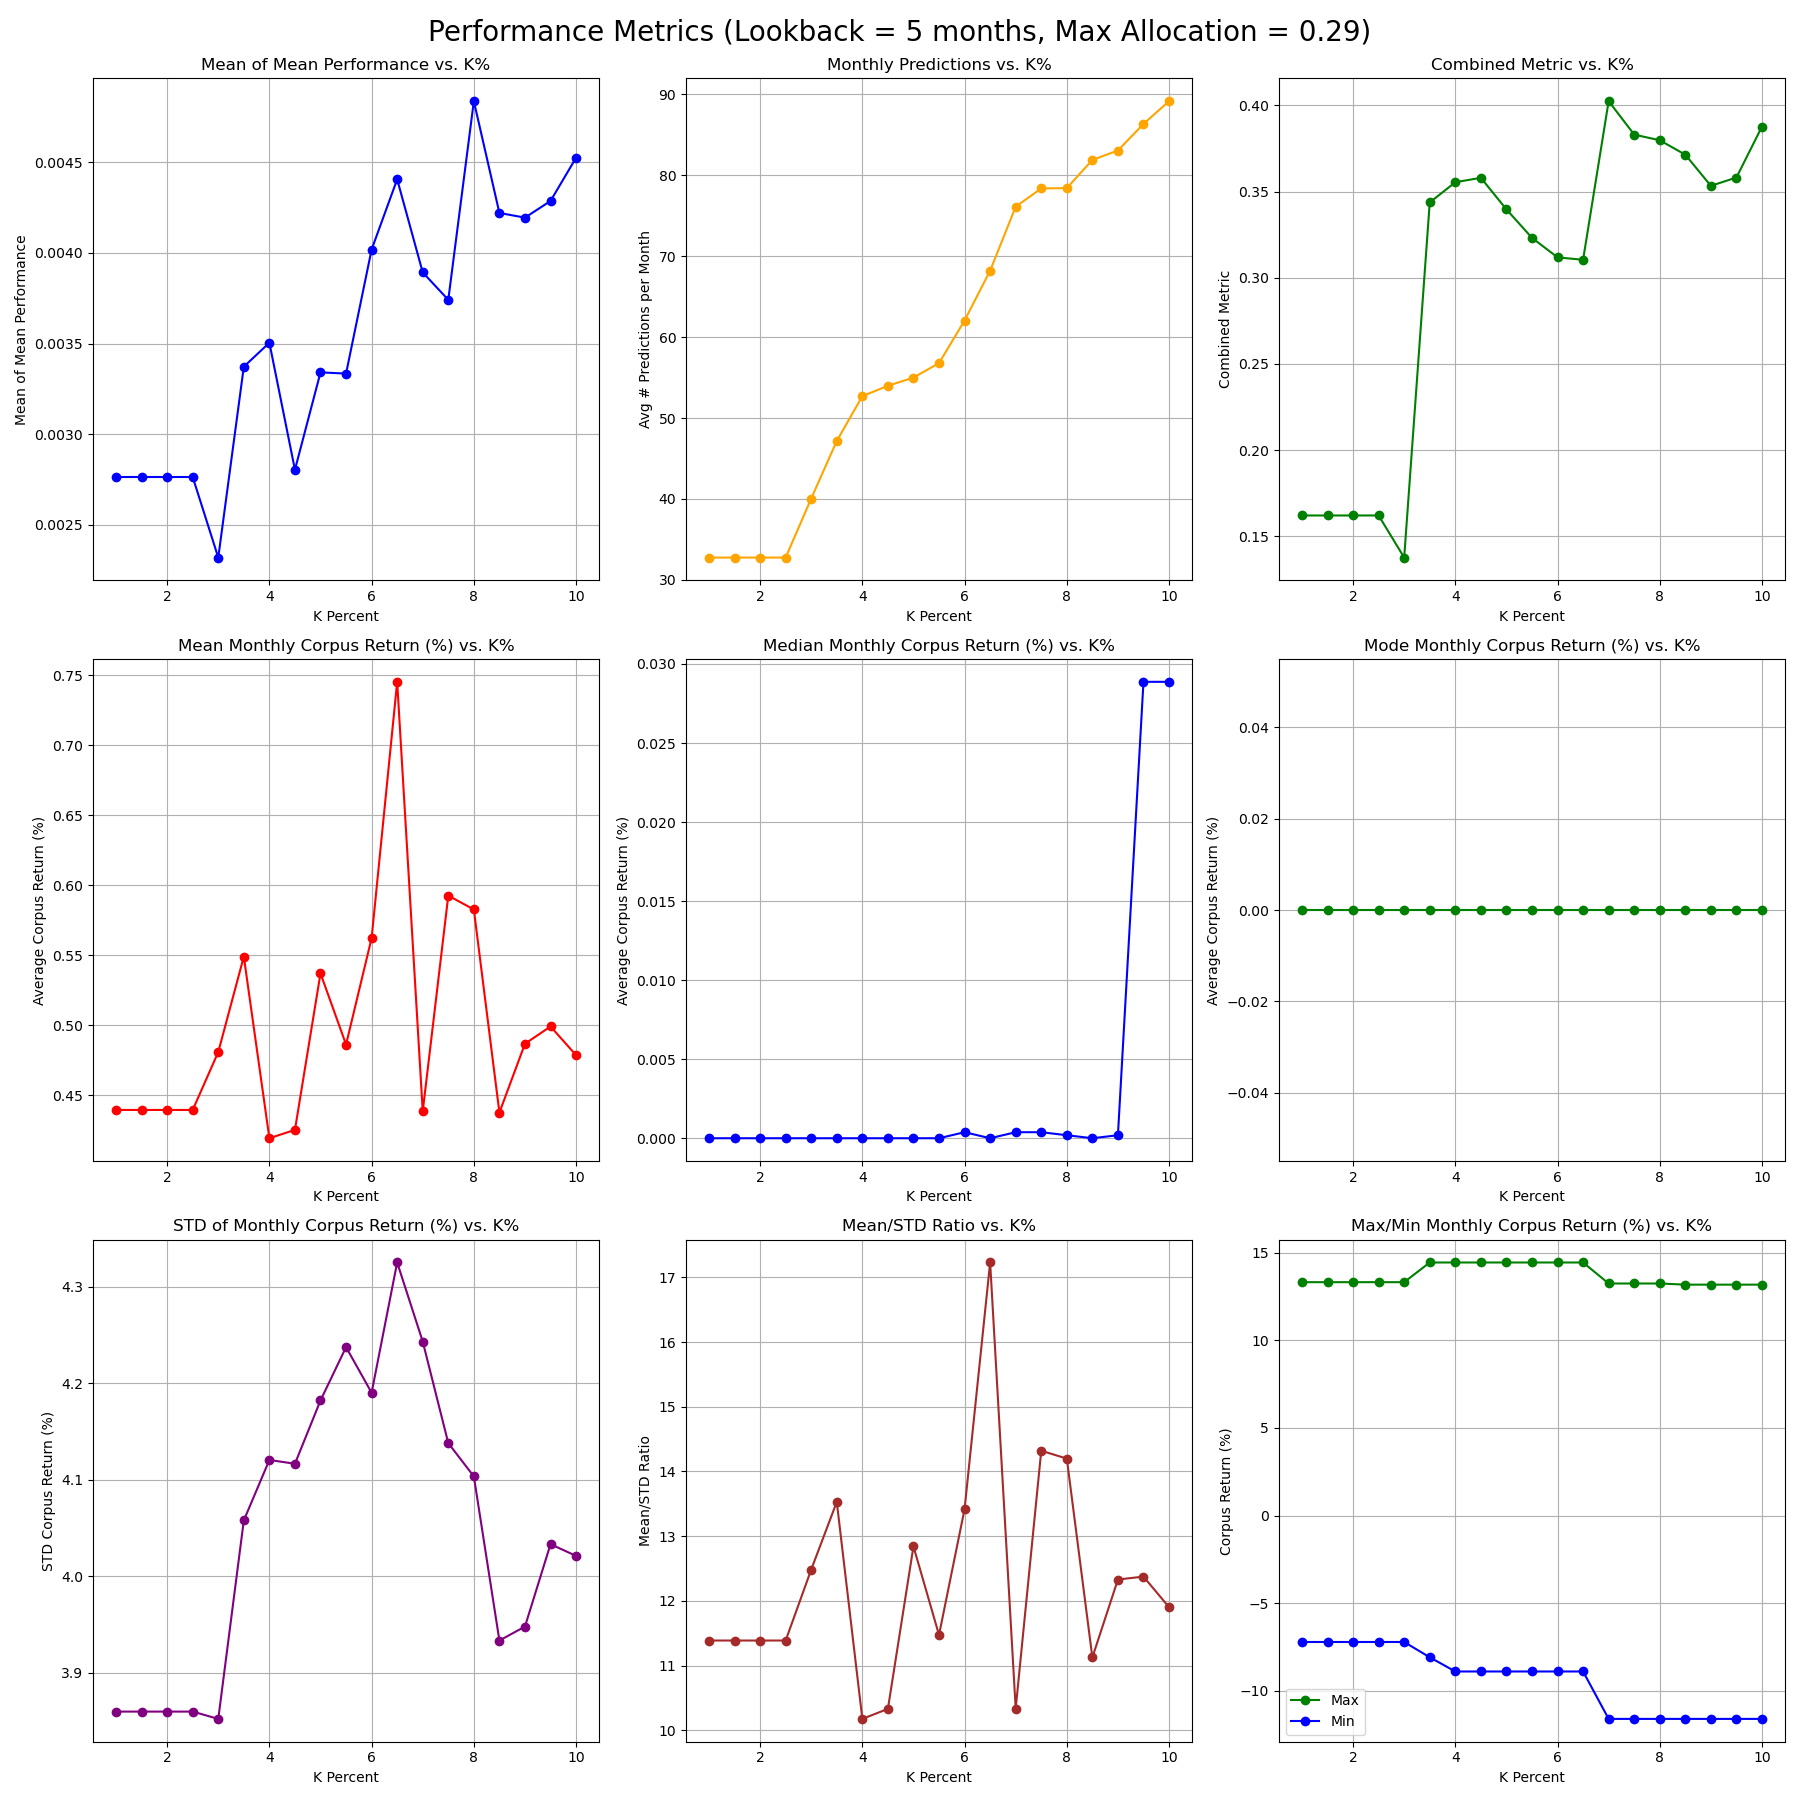 Performance Metrics (Lookback = 5 months, Max Allocation = 0.29)
Mean of Mean Performance vs. K%
Mean of Mean Performance
0.0045
0.0040
0.0035
0.0030
0.0025
2 4 6 8 10
K Percent
Monthly Predictions vs. K%
Avg # Predictions per Month
90
80
70
60
50
40
30
2 4 6 8 10
K Percent
Combined Metric vs. K%
Combined Metric
0.40
0.35
0.30
0.25
0.20
0.15
2 4 6 8 10
K Percent
Mean Monthly Corpus Return (%) vs. K%
Average Corpus Return (%)
0.75
0.70
0.65
0.60
0.55
0.50
0.45
2 4 6 8 10
K Percent
Median Monthly Corpus Return (%) vs. K%
Average Corpus Return (%)
0.030
0.025
0.020
0.015
0.010
0.005
0.000
2 4 6 8 10
K Percent
Mode Monthly Corpus Return (%) vs. K%
Average Corpus Return (%)
0.04
0.02
0.00
−0.02
−0.04
2 4 6 8 10
K Percent
STD of Monthly Corpus Return (%) vs. K%
STD Corpus Return (%)
4.3
4.2
4.1
4.0
3.9
2 4 6 8 10
K Percent
Mean/STD Ratio vs. K%
Mean/STD Ratio
17
16
15
14
13
12
11
10
2 4 6 8 10
K Percent
Max/Min Monthly Corpus Return (%) vs. K%
Corpus Return (%)
15
10
5
0
−5
−10
Max
Min
2 4 6 8 10
K Percent